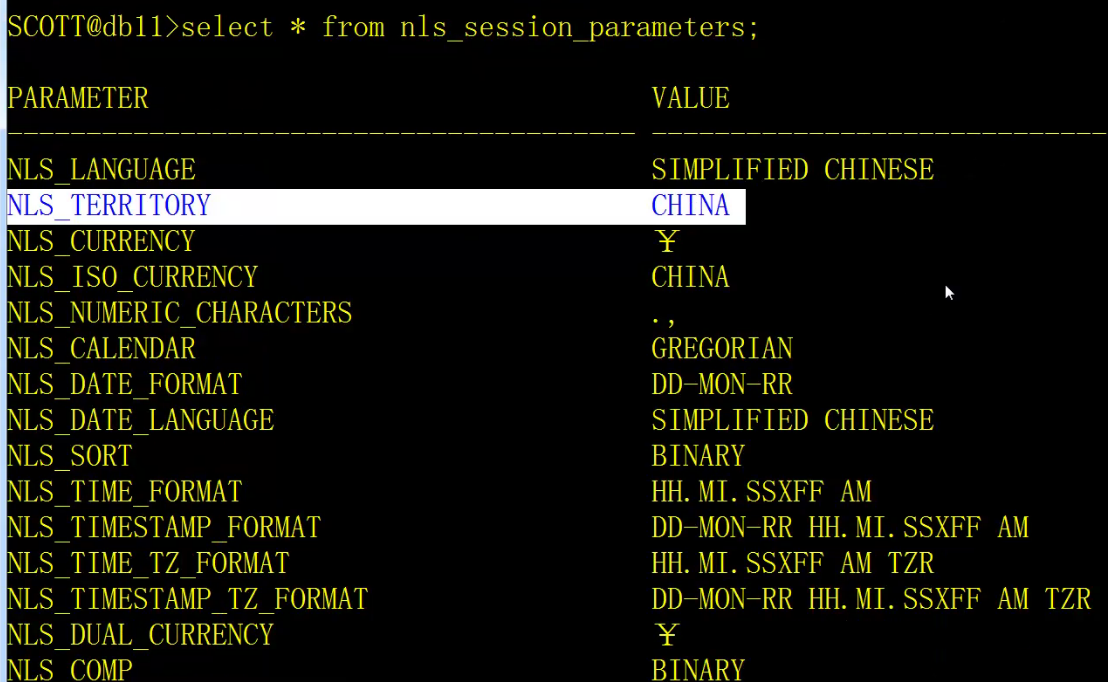 SCOTT@db11>select * from nls_session_parameters;
PARAMETER VALUE
---------------------------------------- -----------------------------
NLS_LANGUAGE SIMPLIFIED CHINESE
NLS_TERRITORY CHINA
NLS_CURRENCY ¥
NLS_ISO_CURRENCY CHINA
NLS_NUMERIC_CHARACTERS .,
NLS_CALENDAR GREGORIAN
NLS_DATE_FORMAT DD-MON-RR
NLS_DATE_LANGUAGE SIMPLIFIED CHINESE
NLS_SORT BINARY
NLS_TIME_FORMAT HH.MI.SSXFF AM
NLS_TIMESTAMP_FORMAT DD-MON-RR HH.MI.SSXFF AM
NLS_TIME_TZ_FORMAT HH.MI.SSXFF AM TZR
NLS_TIMESTAMP_TZ_FORMAT DD-MON-RR HH.MI.SSXFF AM TZR
NLS_DUAL_CURRENCY ¥
NLS_COMP BINARY